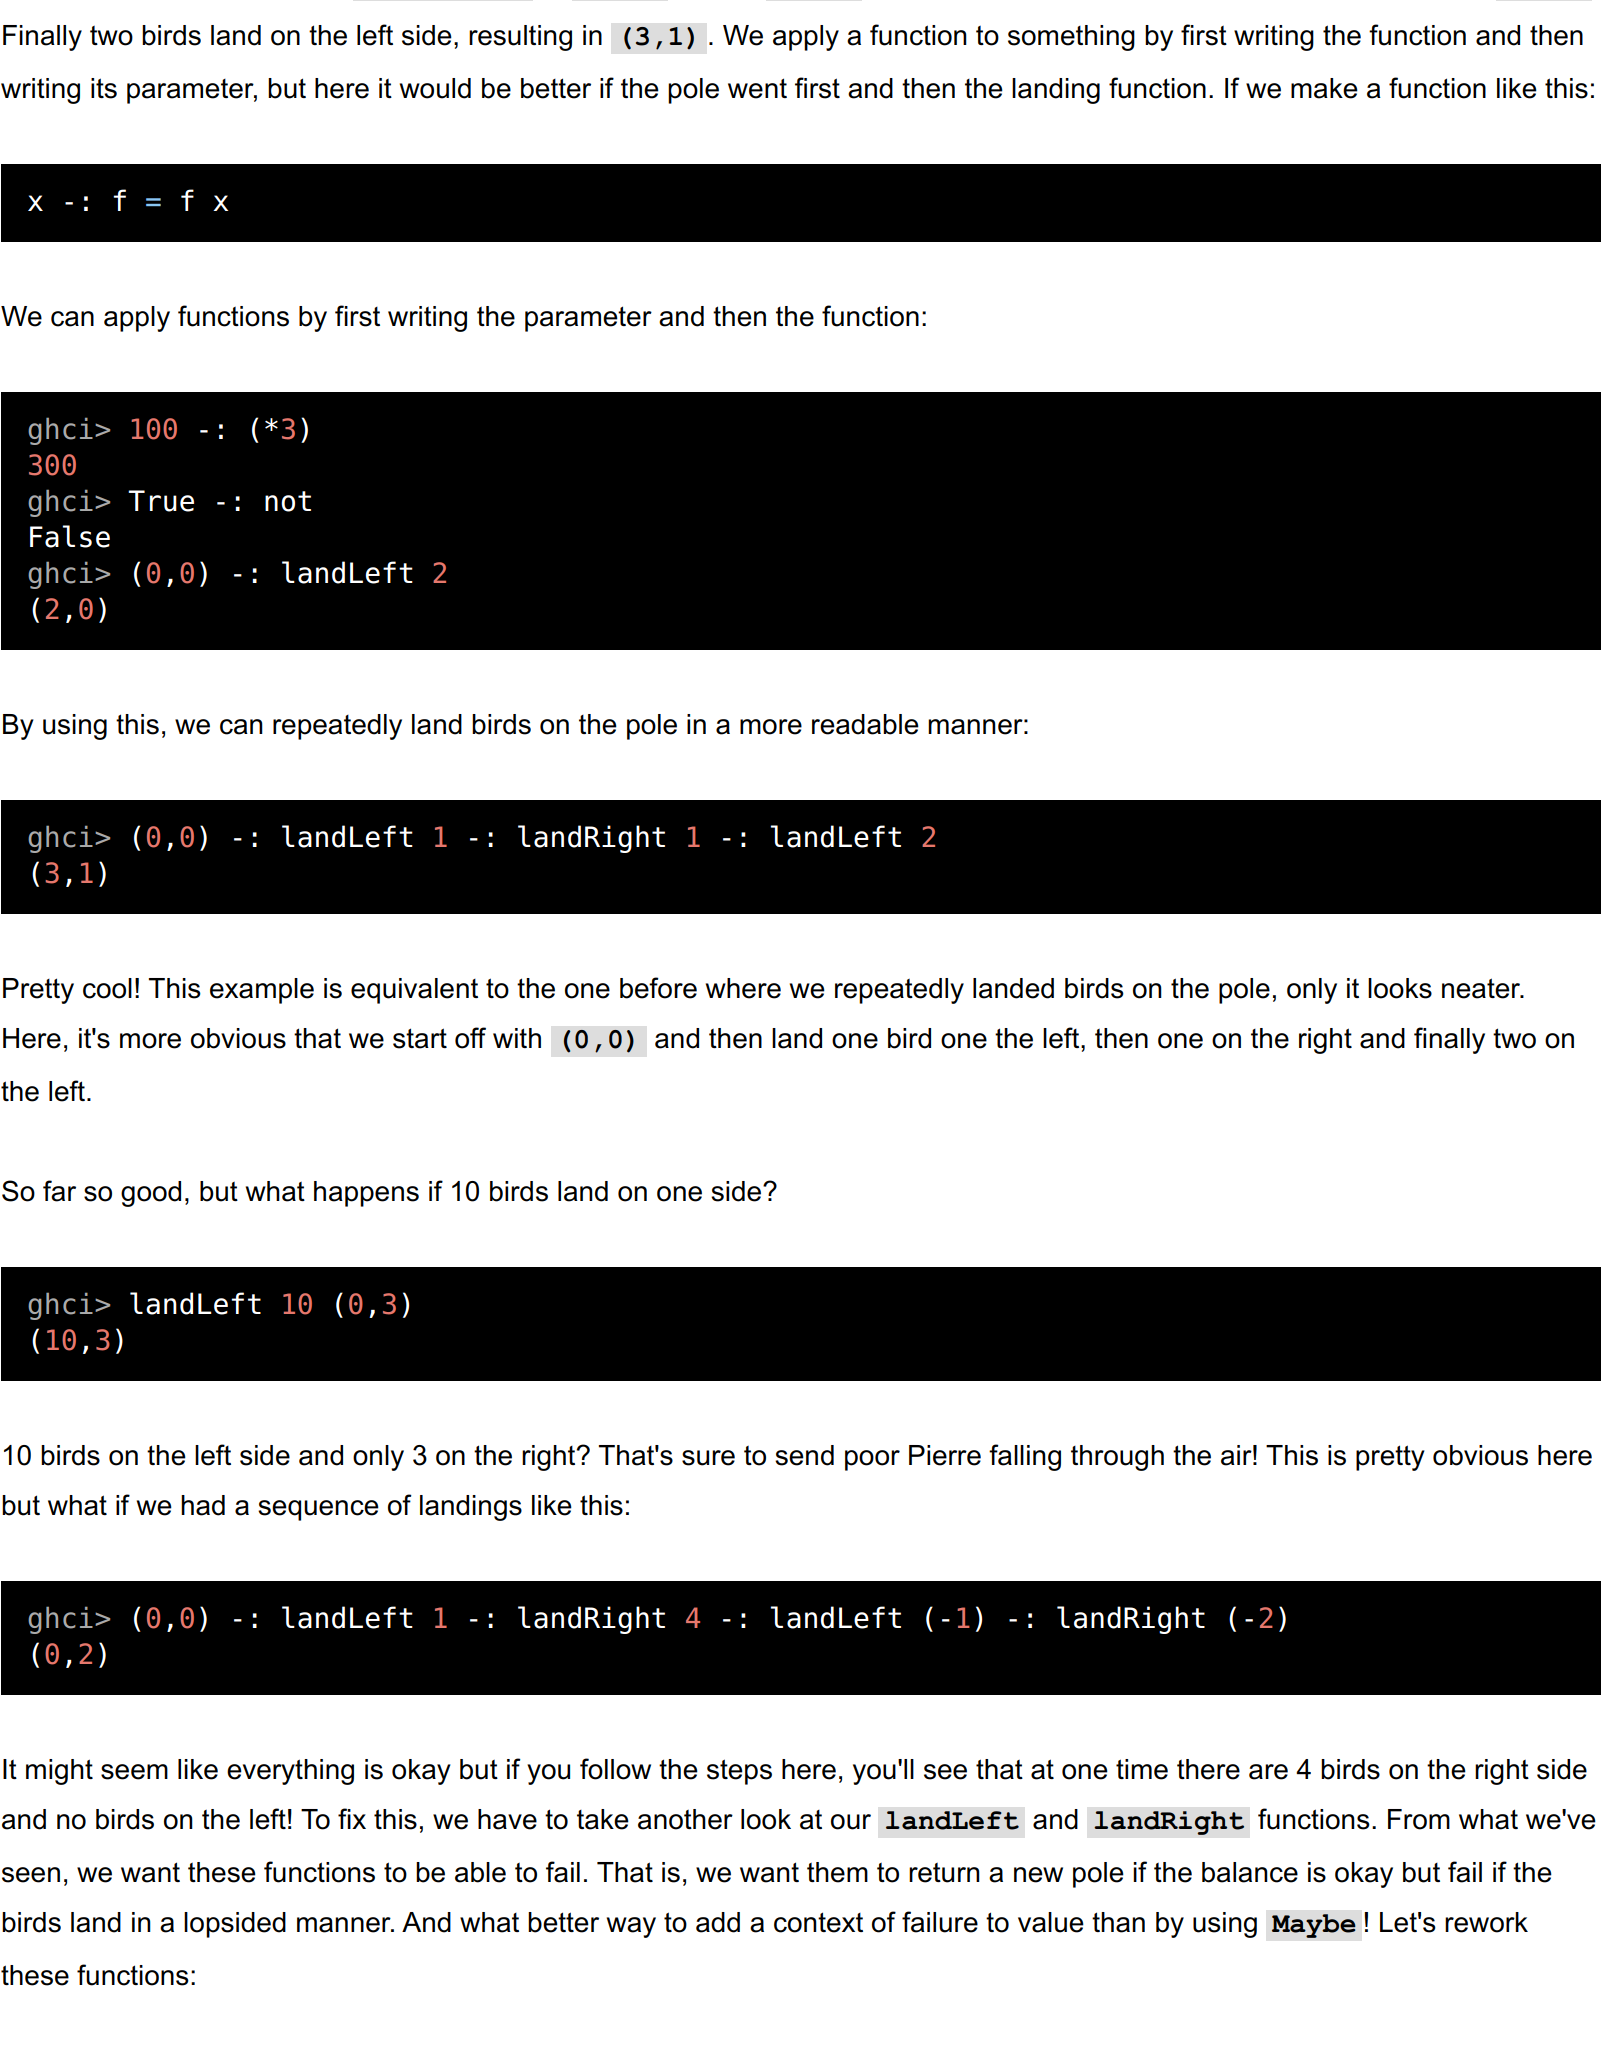 Finally two birds land on the left side, resulting in (3,1). We apply a function to something by first writing the function and then
writing its parameter, but here it would be better if the pole went first and then the landing function. If we make a function like this:
x -: f = f x
We can apply functions by first writing the parameter and then the function:
ghci> 100 -: (*3)
300
ghci> True -: not
False
ghci> (0,0) -: landLeft 2
(2,0)
By using this, we can repeatedly land birds on the pole in a more readable manner:
ghci> (0,0) -: landLeft 1 -: landRight 1 -: landLeft 2
(3,1)
Pretty cool! This example is equivalent to the one before where we repeatedly landed birds on the pole, only it looks neater.
Here, it's more obvious that we start off with (0,0) and then land one bird one the left, then one on the right and finally two on
the left.
So far so good, but what happens if 10 birds land on one side?
ghci> landLeft 10 (0,3)
(10,3)
10 birds on the left side and only 3 on the right? That's sure to send poor Pierre falling through the air! This is pretty obvious here
but what if we had a sequence of landings like this:
ghci> (0,0) -: landLeft 1 -: landRight 4 -: landLeft (-1) -: landRight (-2)
(0,2)
It might seem like everything is okay but if you follow the steps here, you'll see that at one time there are 4 birds on the right side
and no birds on the left! To fix this, we have to take another look at our landLeft and landRight functions. From what we've
seen, we want these functions to be able to fail. That is, we want them to return a new pole if the balance is okay but fail if the
birds land in a lopsided manner. And what better way to add a context of failure to value than by using Maybe! Let's rework
these functions: